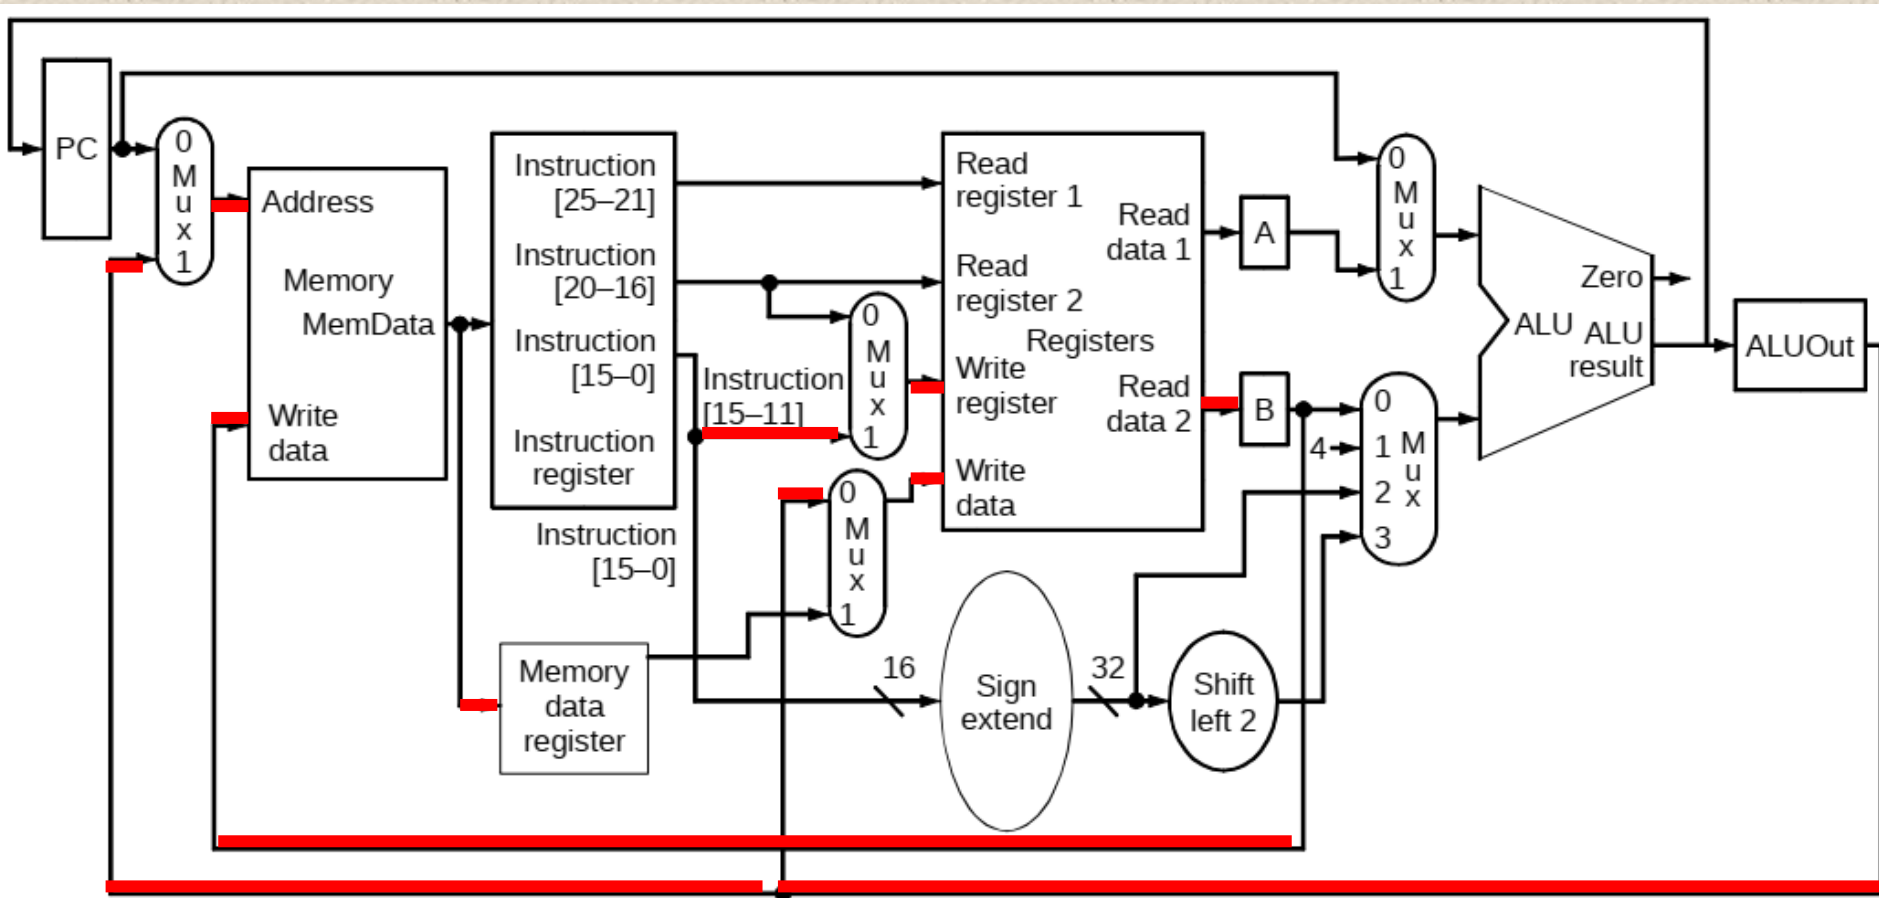 PC
0
M
u
x
1
Address
Memory
MemData
Write
data
Instruction
[25–21]
Instruction
[20–16]
Instruction
[15–0]
Instruction
register
Instruction
[15–0]
Instruction
[15–11]
0
M
u
x
1
0
M
u
x
1
Memory
data
register
Read
register 1
Read
register 2
Registers
Write
register
Write
data
Read
data 1
Read
data 2
16
Sign
extend
32
Shift
left 2
A
B
4
0
M
u
x
1
0
1
2
3
M
u
x
Zero
ALU
ALU
result
ALUOut